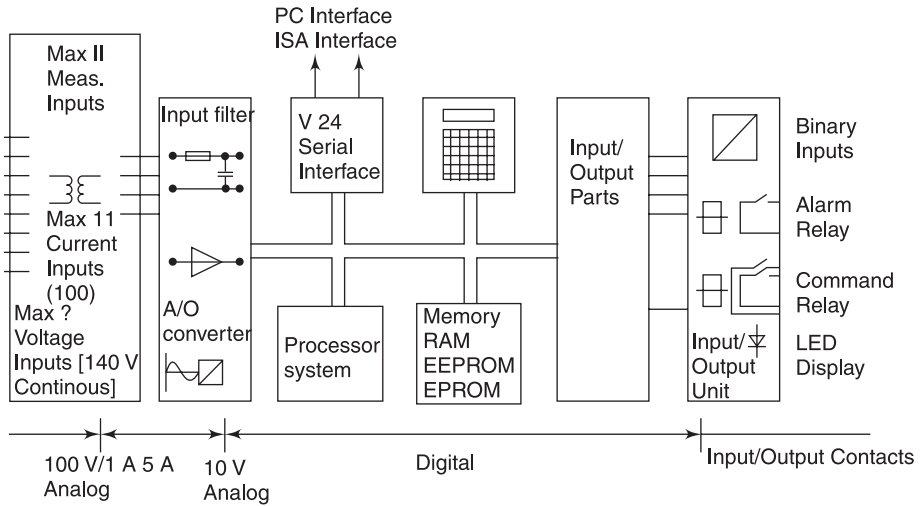 PC Interface
ISA Interface
Max II
Meas.
Inputs
Max 11
Current
Inputs
(100)
Max ?
Voltage
Inputs [140 V
Continous]
Input filter
A/O
converter
V 24
Serial
Interface
Processor
system
Memory
RAM
EEPROM
EPROM
Input/
Output
Parts
Input/
Output
Unit
Binary
Inputs
Alarm
Relay
Command
Relay
LED
Display
100 V/1 A 5 A
Analog
10 V
Analog
Digital
Input/Output Contacts